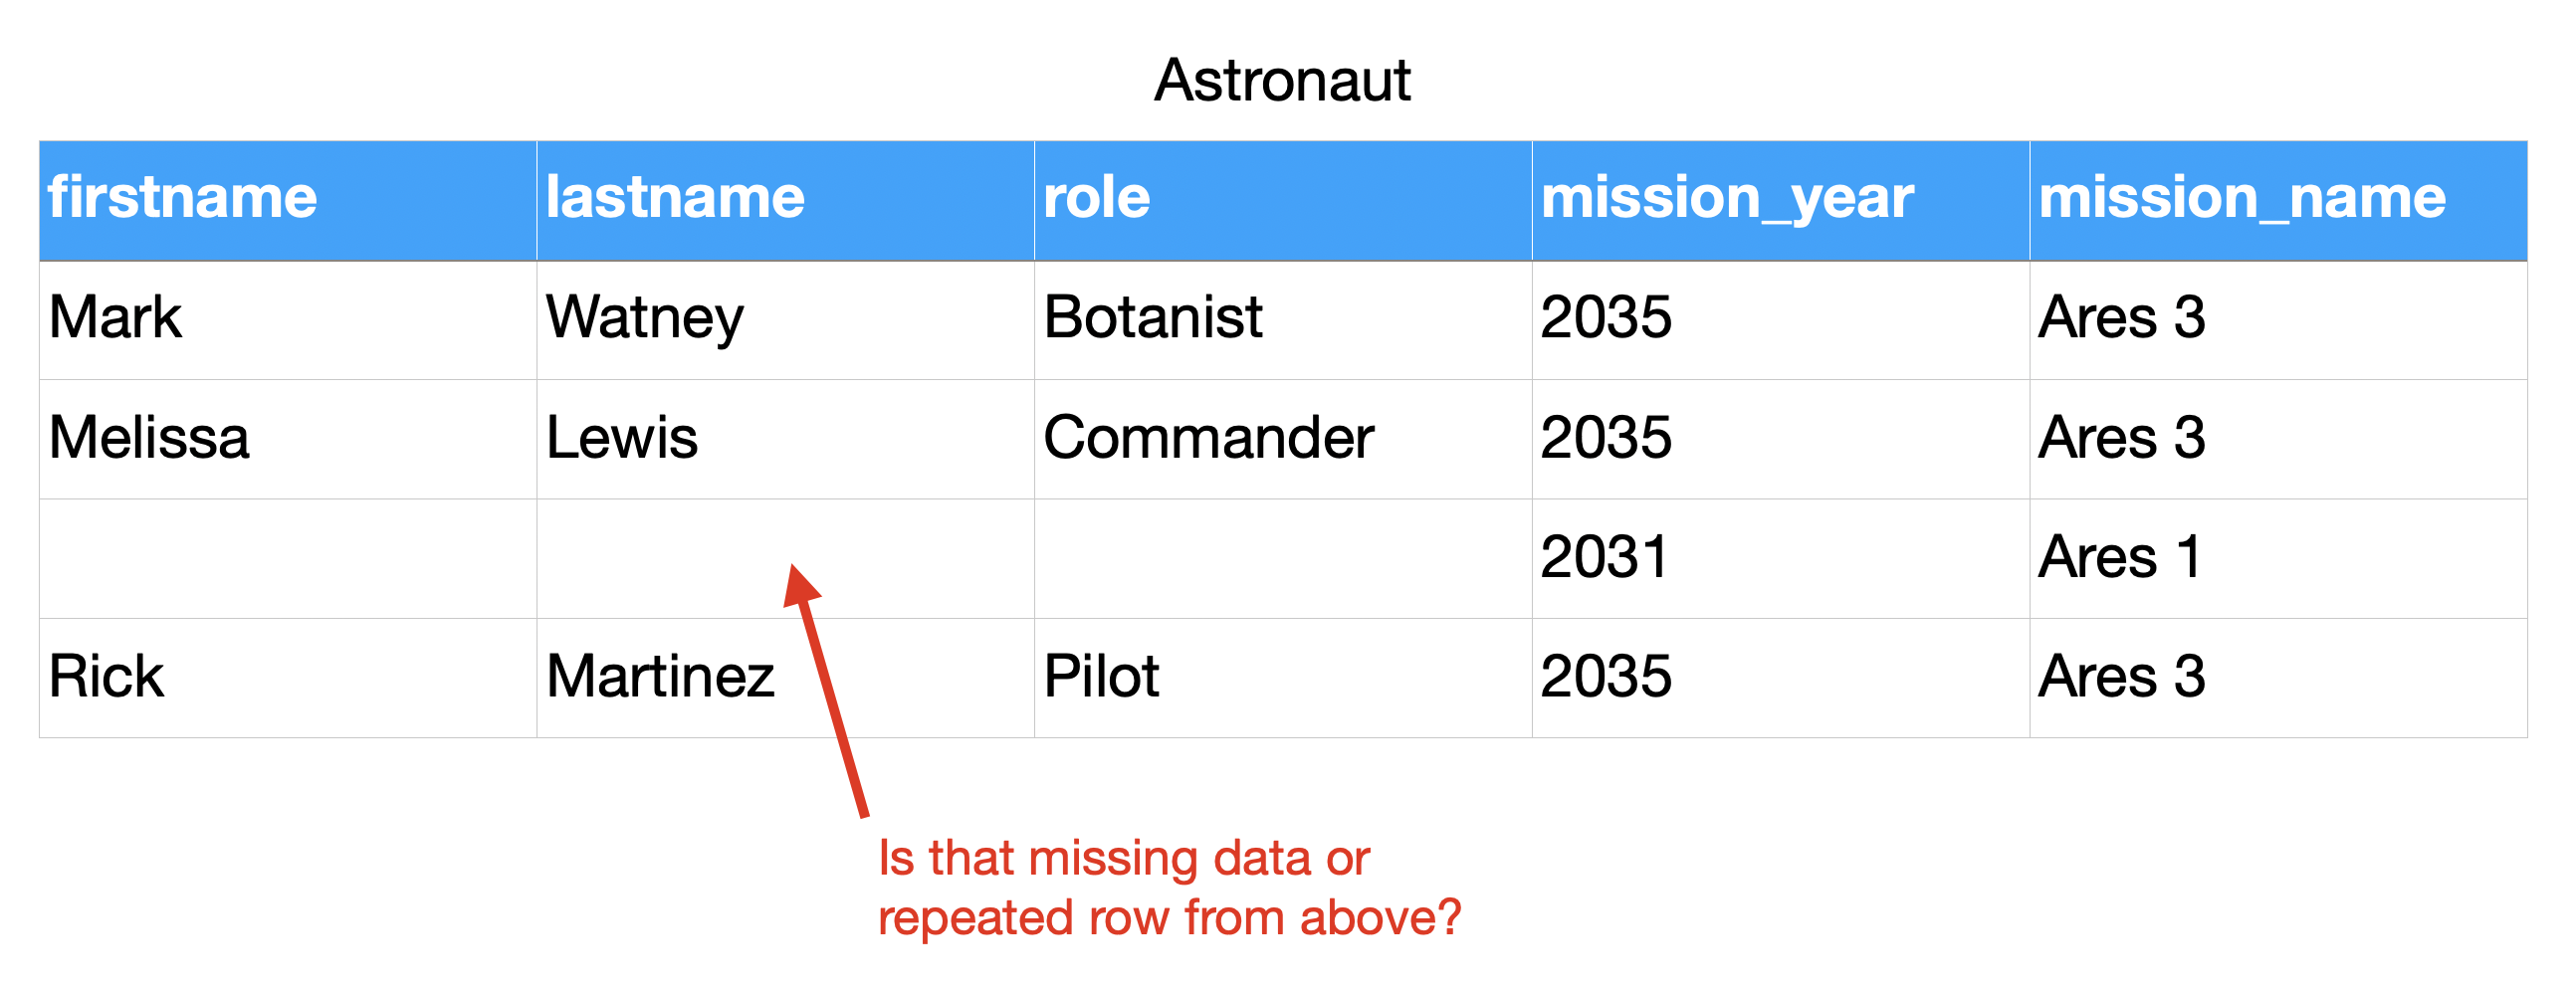 Astronaut
firstname lastname role mission_year mission_name
Mark Watney Botanist 2035 Ares 3
Melissa Lewis Commander 2035 Ares 3
2031 Ares 1
Rick Martinez Pilot 2035 Ares 3
Is that missing data or
repeated row from above?